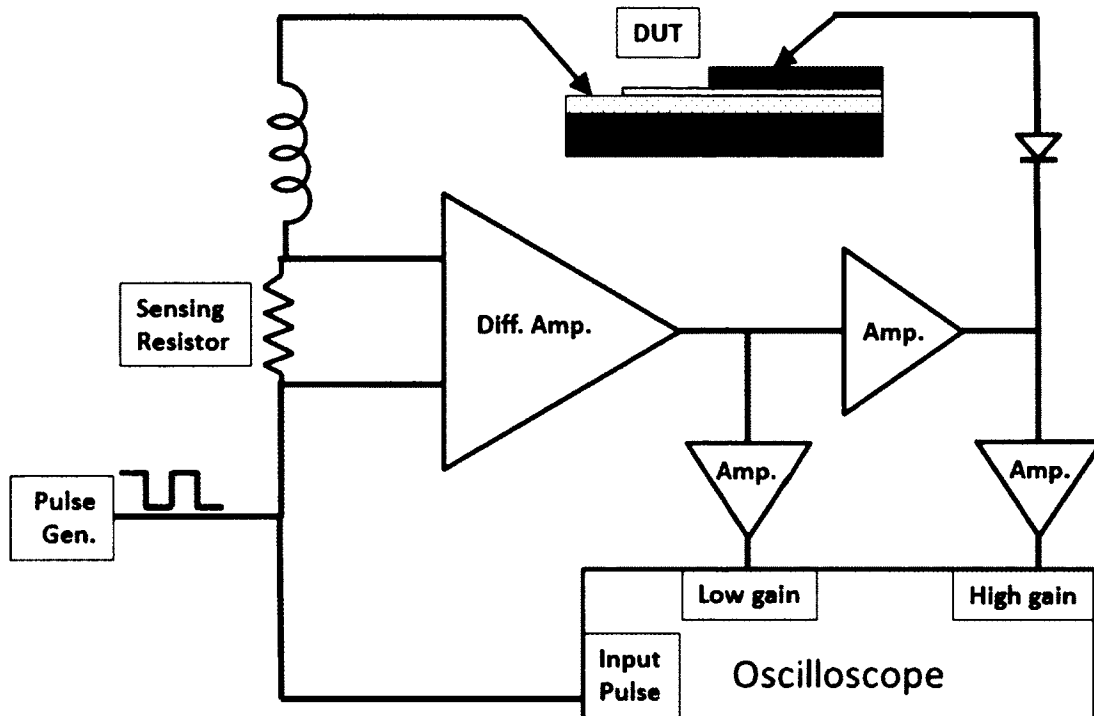 DUT
Sensing
Resistor
Diff. Amp.
Amp.
Amp.
Amp.
Pulse
Gen.
Low gain
High gain
Input
Pulse
Oscilloscope